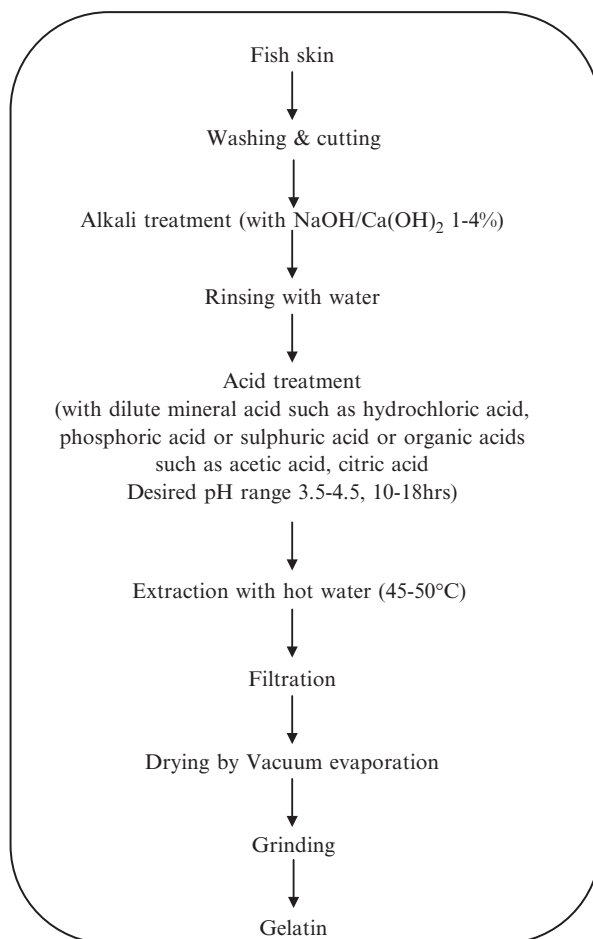 Fish skin
Washing & cutting
Alkali treatment (with NaOH/Ca(OH)₂ 1-4%)
Rinsing with water
Acid treatment
(with dilute mineral acid such as hydrochloric acid,
phosphoric acid or sulphuric acid or organic acids
such as acetic acid, citric acid
Desired pH range 3.5-4.5, 10-18hrs)
Extraction with hot water (45-50°C)
Filtration
Drying by Vacuum evaporation
Grinding
Gelatin